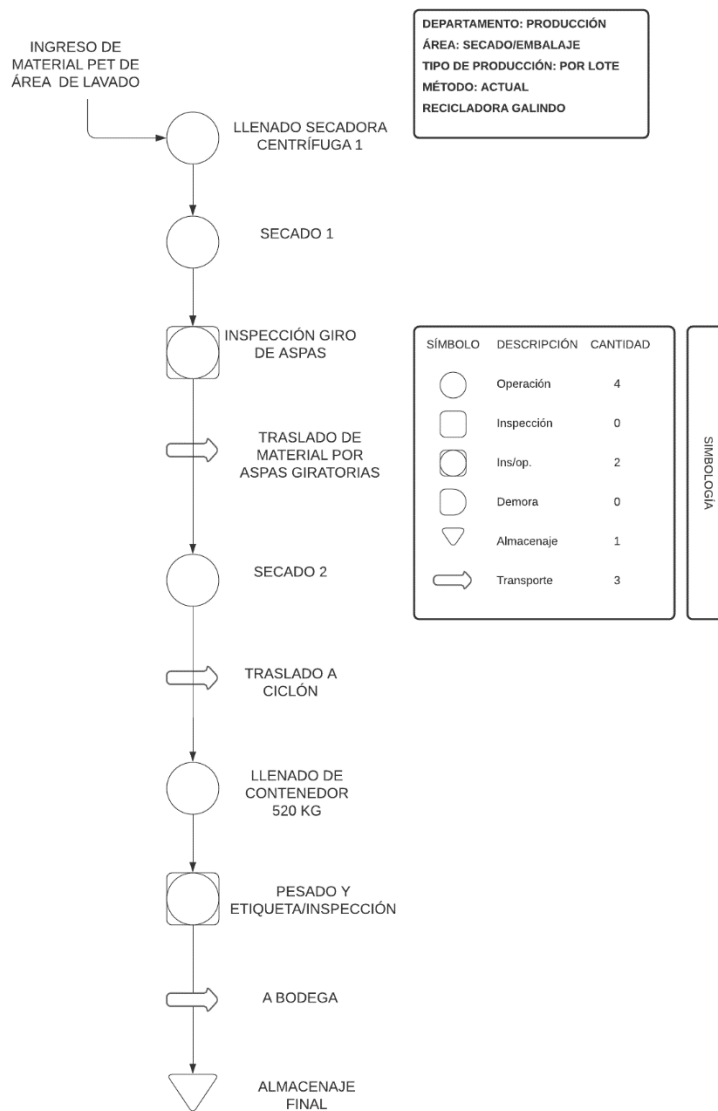 INGRESO DE
MATERIAL PET DE
ÁREA DE LAVADO
DEPARTAMENTO: PRODUCCIÓN
ÁREA: SECADO/EMBALAJE
TIPO DE PRODUCCIÓN: POR LOTE
MÉTODO: ACTUAL
RECICLADORA GALINDO
LLENADO SECADORA
CENTRÍFUGA 1
SECADO 1
INSPECCIÓN GIRO
DE ASPAS
TRASLADO DE
MATERIAL POR
ASPAS GIRATORIAS
SECADO 2
TRASLADO A
CICLÓN
LLENADO DE
CONTENEDOR
520 KG
PESADO Y
ETIQUETA/INSPECCIÓN
A BODEGA
ALMACENAJE
FINAL
SÍMBOLO DESCRIPCIÓN CANTIDAD
Operación 4
Inspección 0
Ins/op. 2
Demora 0
Almacenaje 1
Transporte 3
SIMBOLOGÍA